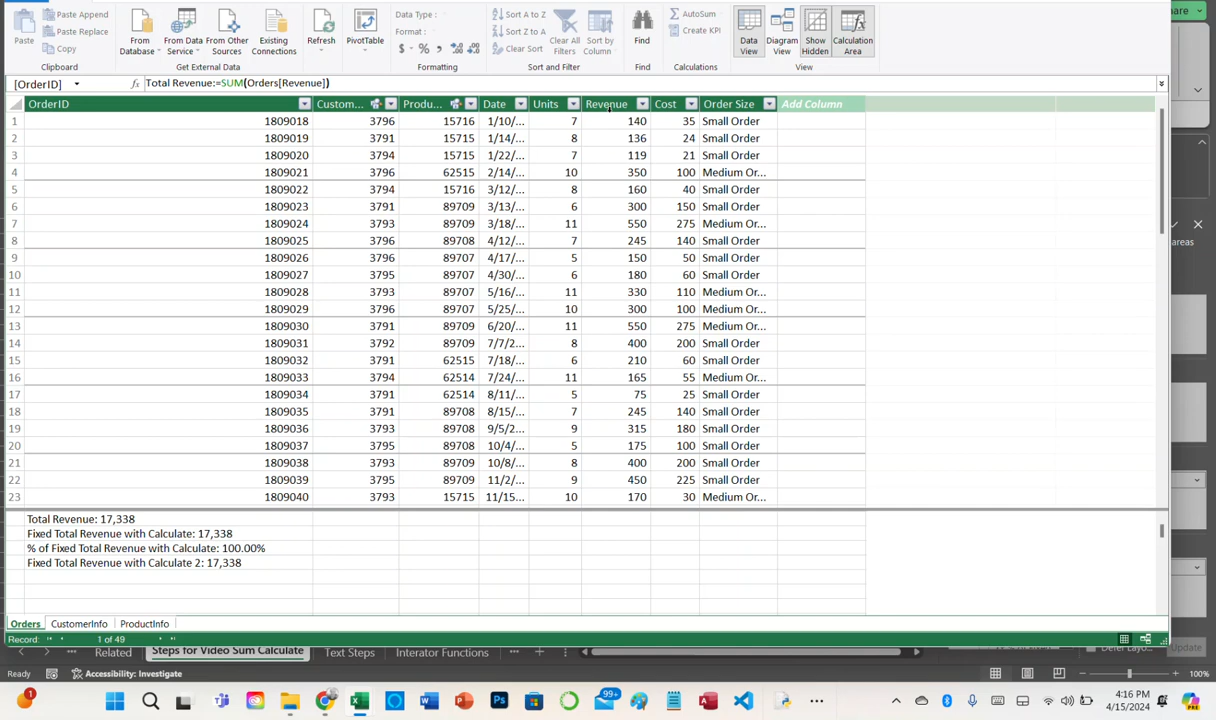 Share
Paste
Paste Append
Paste Replace
Copy
Clipboard
From Database
From Data Service
From Other Sources
Existing Connections
Get External Data
Refresh
PivotTable
Data Type :
Format :
$ % ,
Formatting
Sort A to Z
Sort Z to A
Clear Sort
Clear All Filters
Sort by Column
Sort and Filter
Find
Find
AutoSum
Create KPI
Calculations
Data View
Diagram View
Show Hidden
Calculation Area
View
[OrderID] fx Total Revenue:=SUM(Orders[Revenue])
OrderID Custom... Produ... Date Units Revenue Cost Order Size Add Column
1 1809018 3796 15716 1/10/... 7 140 35 Small Order
2 1809019 3791 15715 1/14/... 8 136 24 Small Order
3 1809020 3794 15715 1/22/... 7 119 21 Small Order
4 1809021 3796 62515 2/14/... 10 350 100 Medium Or...
5 1809022 3794 15716 3/12/... 8 160 40 Small Order
6 1809023 3791 89709 3/13/... 6 300 150 Small Order
7 1809024 3793 89709 3/18/... 11 550 275 Medium Or...
8 1809025 3796 89708 4/12/... 7 245 140 Small Order
9 1809026 3796 89707 4/17/... 5 150 50 Small Order
10 1809027 3795 89707 4/30/... 6 180 60 Small Order
11 1809028 3793 89707 5/16/... 11 330 110 Medium Or...
12 1809029 3796 89707 5/25/... 10 300 100 Medium Or...
13 1809030 3791 89709 6/20/... 11 550 275 Medium Or...
14 1809031 3792 89709 7/7/2... 8 400 200 Small Order
15 1809032 3791 62515 7/18/... 6 210 60 Small Order
16 1809033 3794 62514 7/24/... 11 165 55 Medium Or...
17 1809034 3791 62514 8/11/... 5 75 25 Small Order
18 1809035 3791 89708 8/15/... 7 245 140 Small Order
19 1809036 3793 89708 9/5/2... 9 315 180 Small Order
20 1809037 3795 89708 10/4/... 5 175 100 Small Order
21 1809038 3793 89709 10/8/... 8 400 200 Small Order
22 1809039 3795 89709 11/2/... 9 450 225 Small Order
23 1809040 3793 15715 11/15... 10 170 30 Medium Or...
Total Revenue: 17,338
Fixed Total Revenue with Calculate: 17,338
% of Fixed Total Revenue with Calculate: 100.00%
Fixed Total Revenue with Calculate 2: 17,338
Orders CustomerInfo ProductInfo
Record: 1 of 49
Related Steps for Video Sum Calculate Text Steps Interator Functions
Update
Ready Accessibility: Investigate 100%
1
99+
4:16 PM
4/15/2024